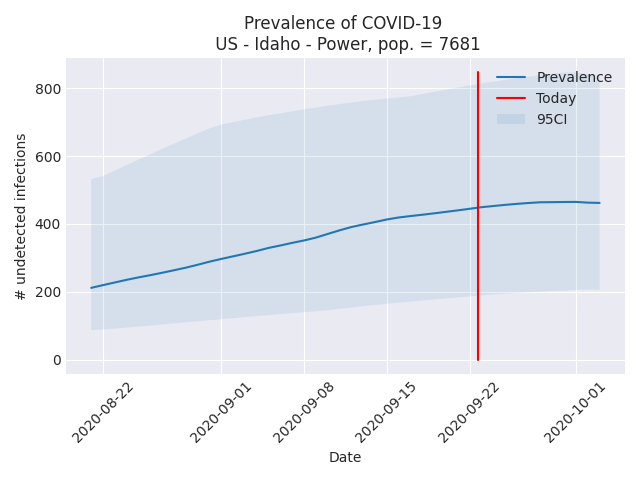 Prevalence of COVID-19
US - Idaho - Power, pop. = 7681
# undetected infections
800
600
400
200
0
Prevalence
Today
95CI
2020-08-22
2020-09-01
2020-09-08
2020-09-15
2020-09-22
2020-10-01
Date